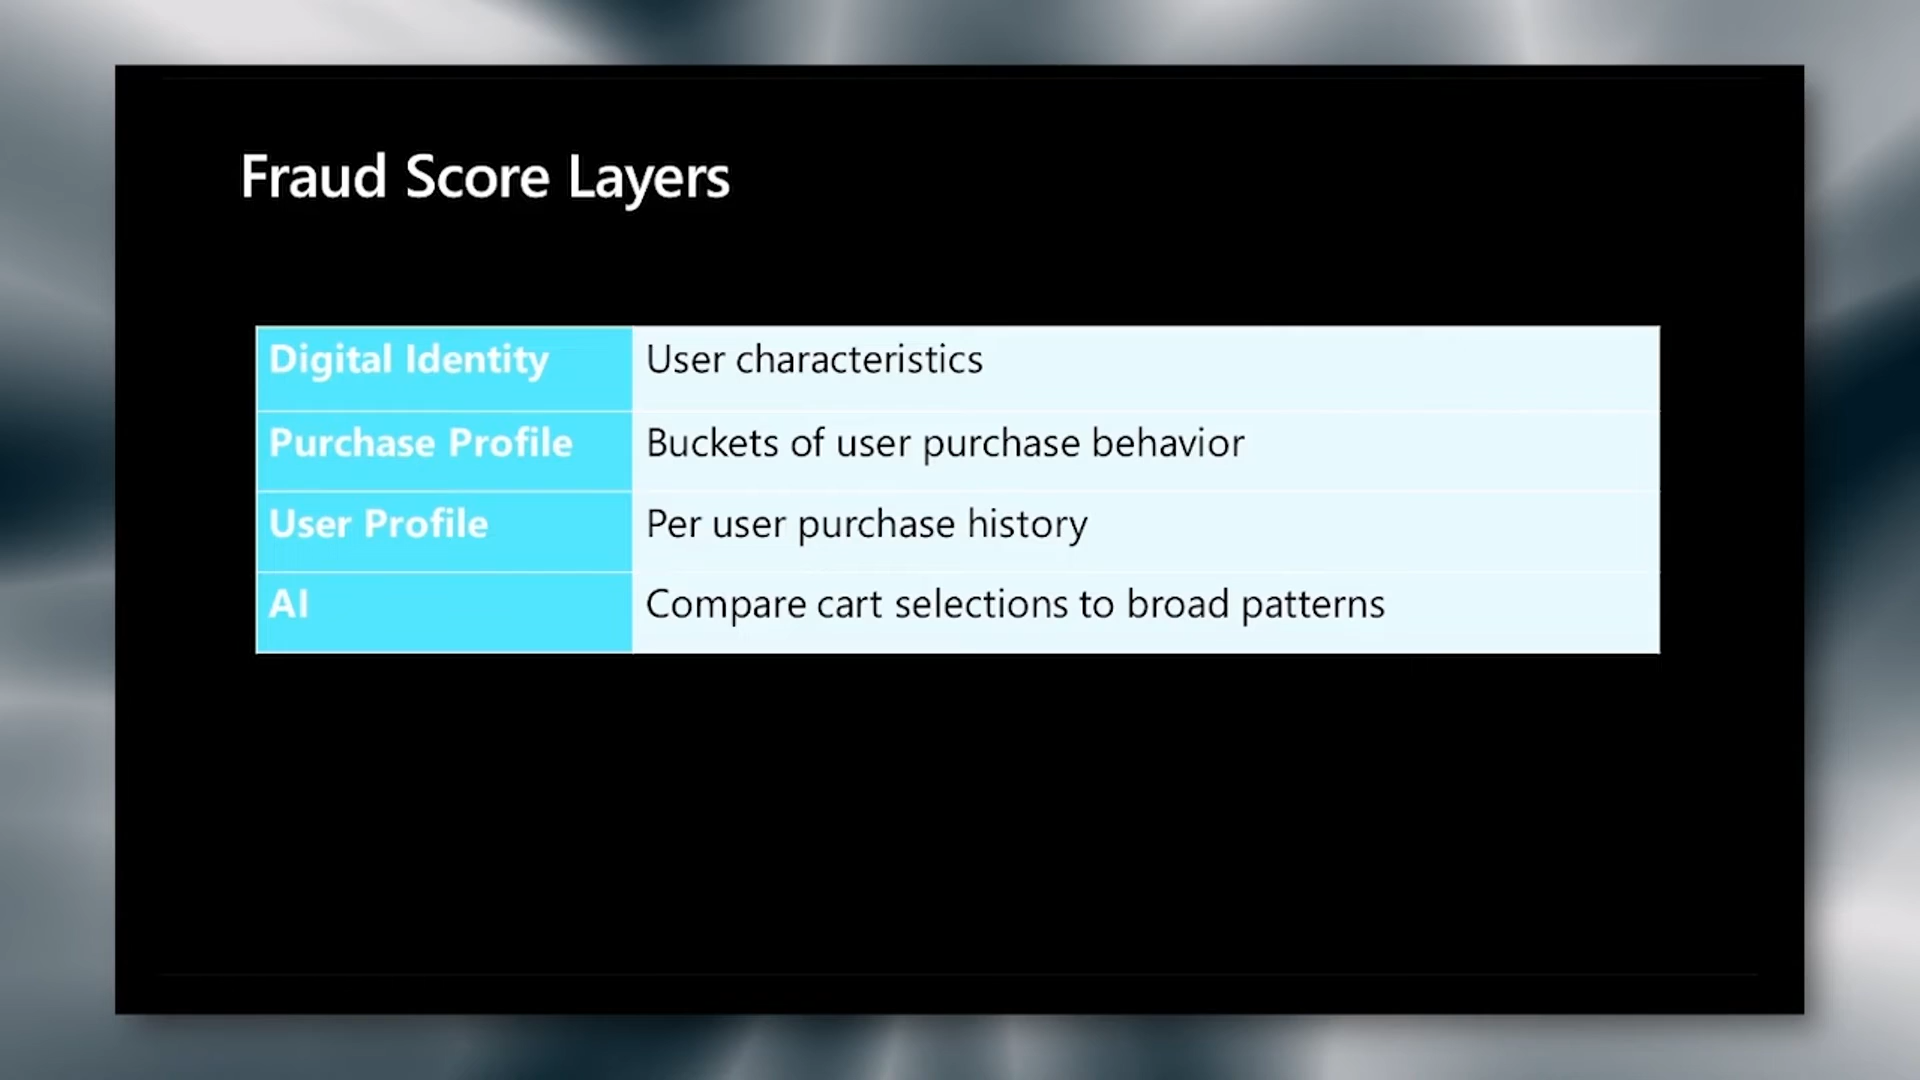 Fraud Score Layers
Digital Identity User characteristics
Purchase Profile Buckets of user purchase behavior
User Profile Per user purchase history
AI Compare cart selections to broad patterns